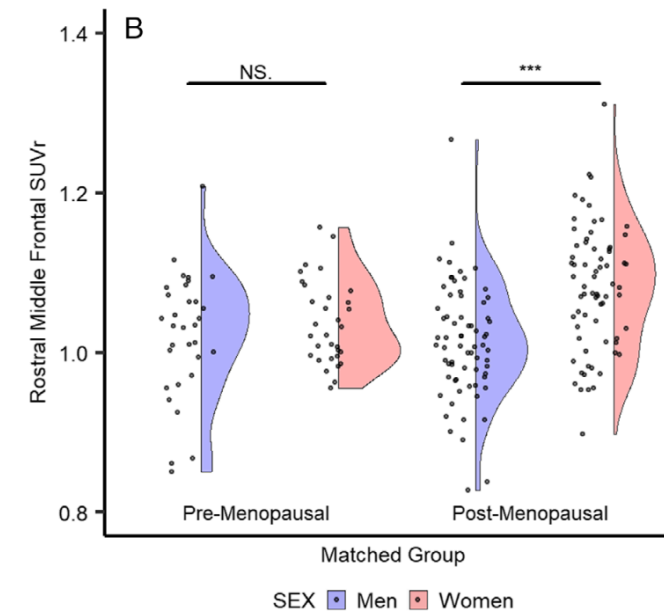 B
1.4
1.2
1.0
0.8
Rostral Middle Frontal SUVr
NS.
***
Pre-Menopausal
Post-Menopausal
Matched Group
SEX Men Women